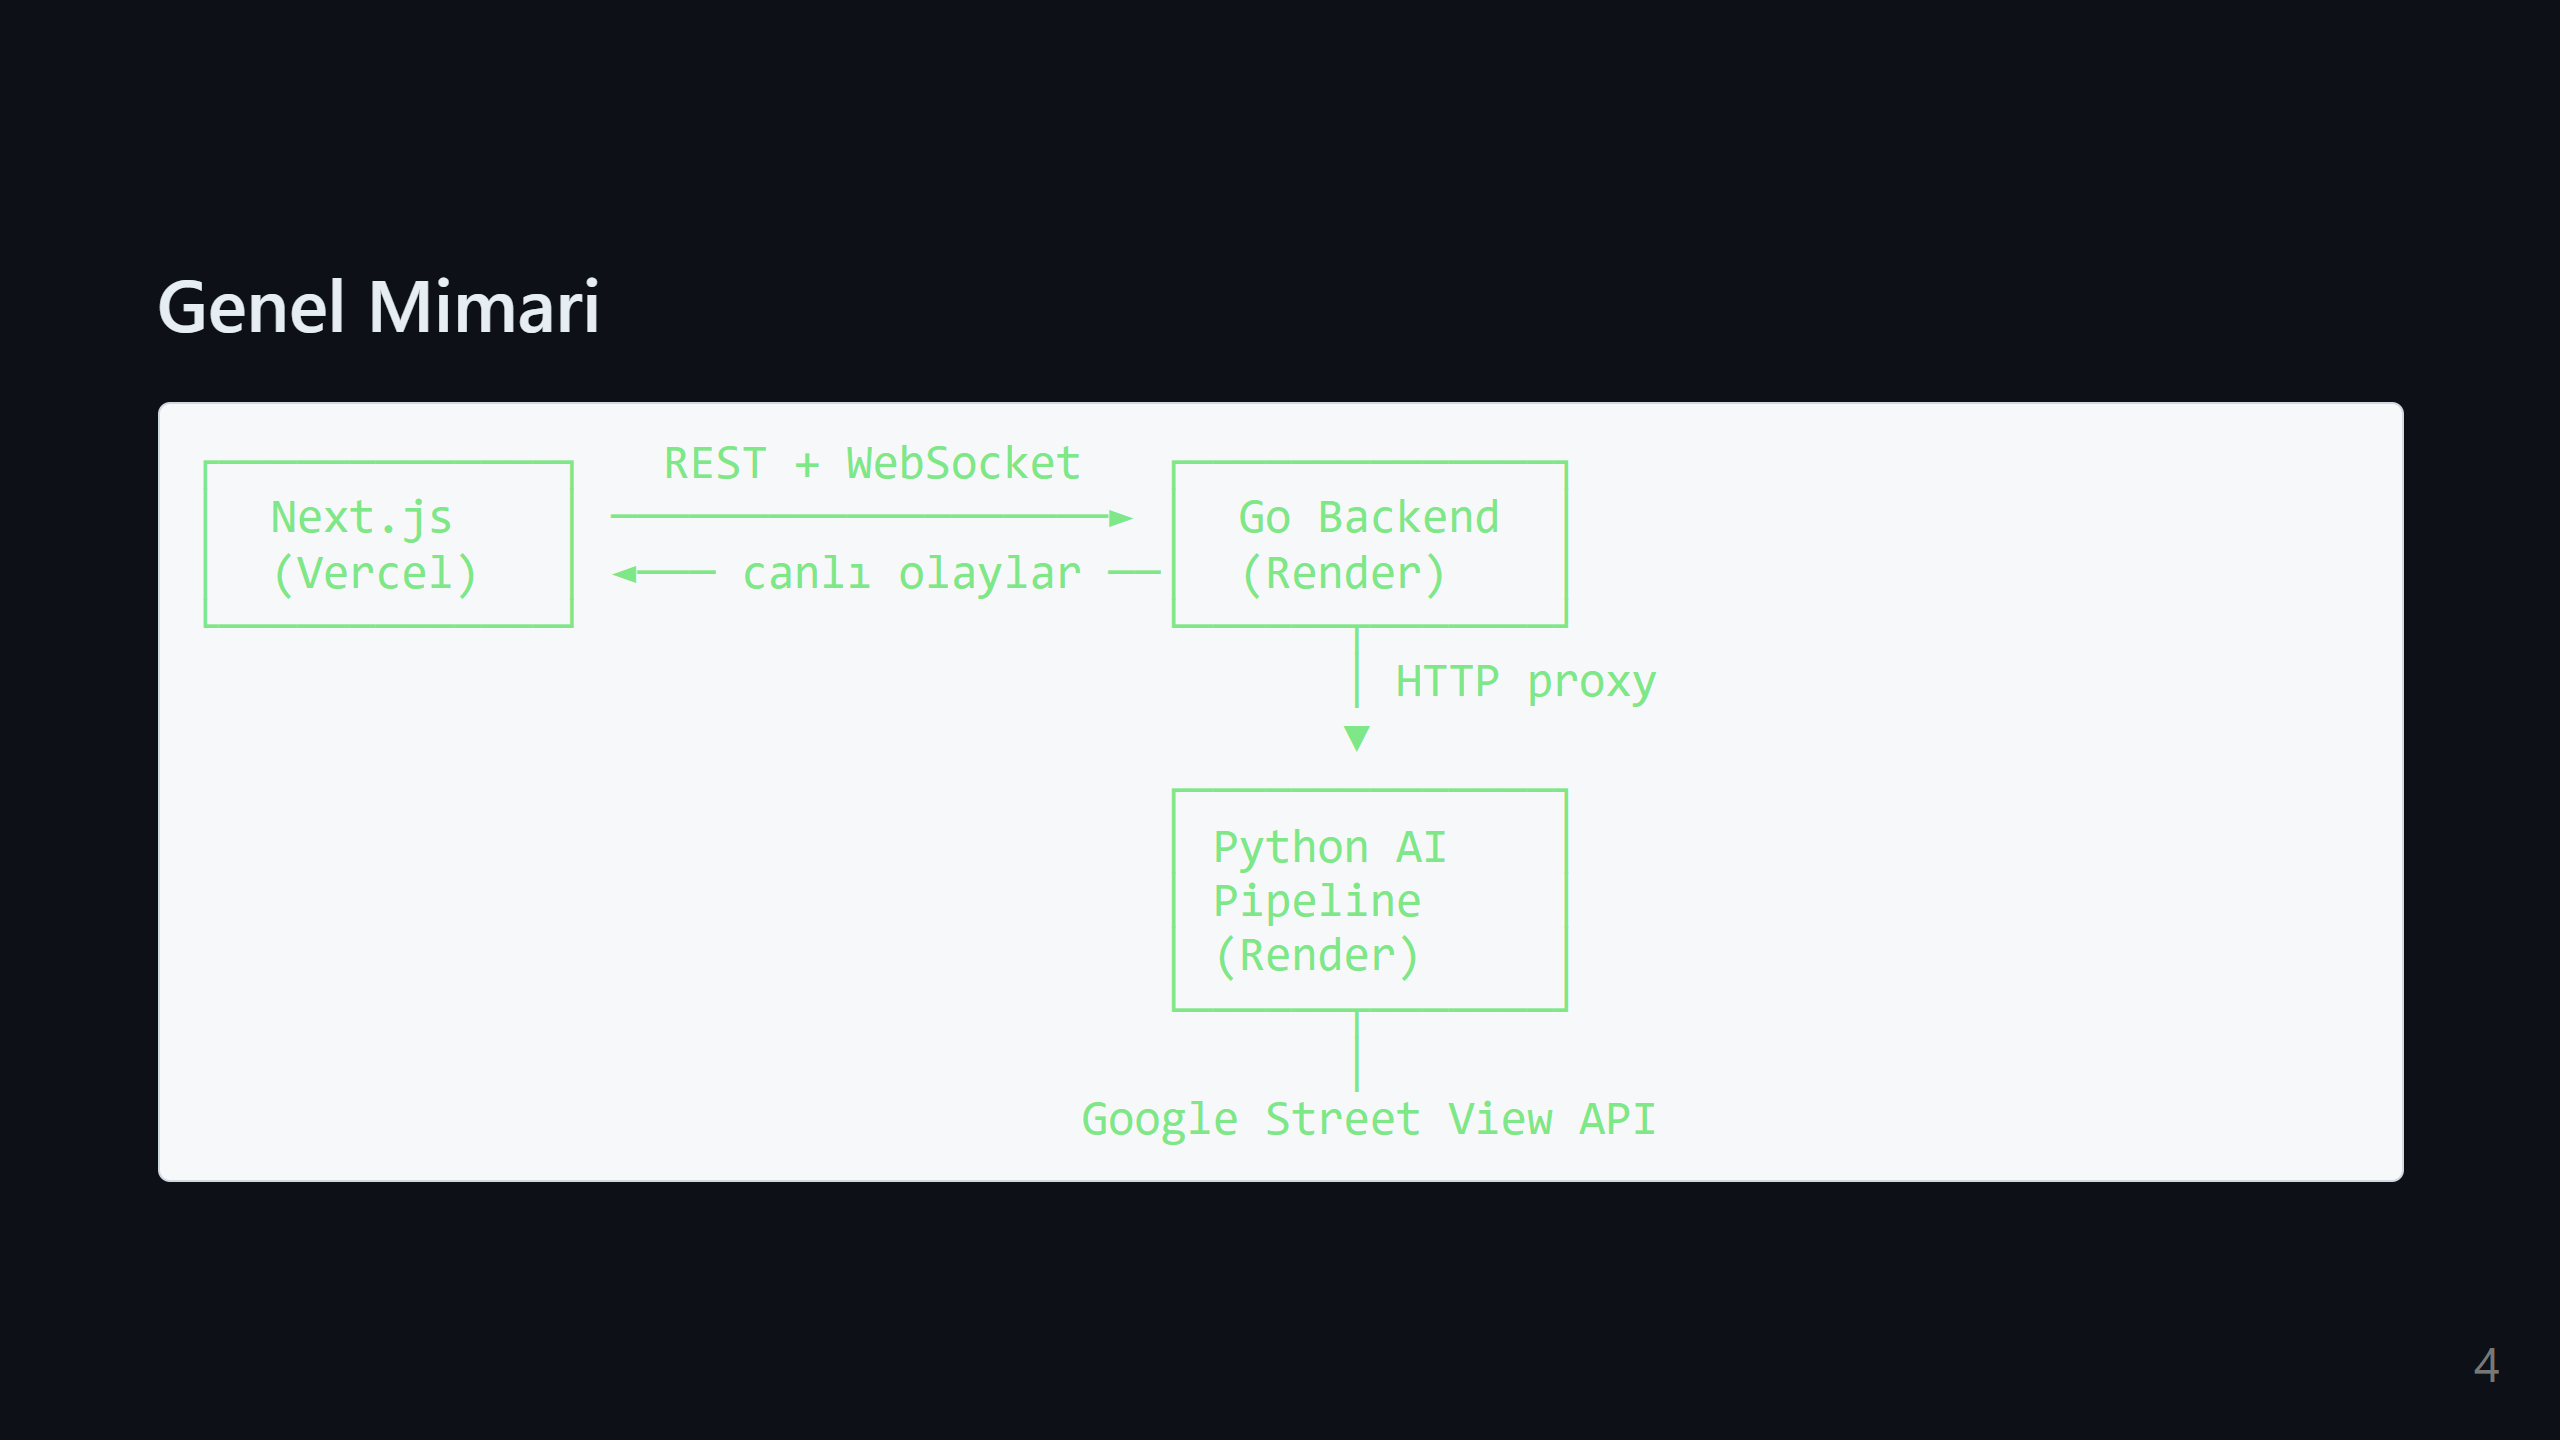 Genel Mimari
REST + WebSocket
Next.js
(Vercel)
canlı olaylar
Go Backend
(Render)
HTTP proxy
Python AI
Pipeline
(Render)
Google Street View API
4